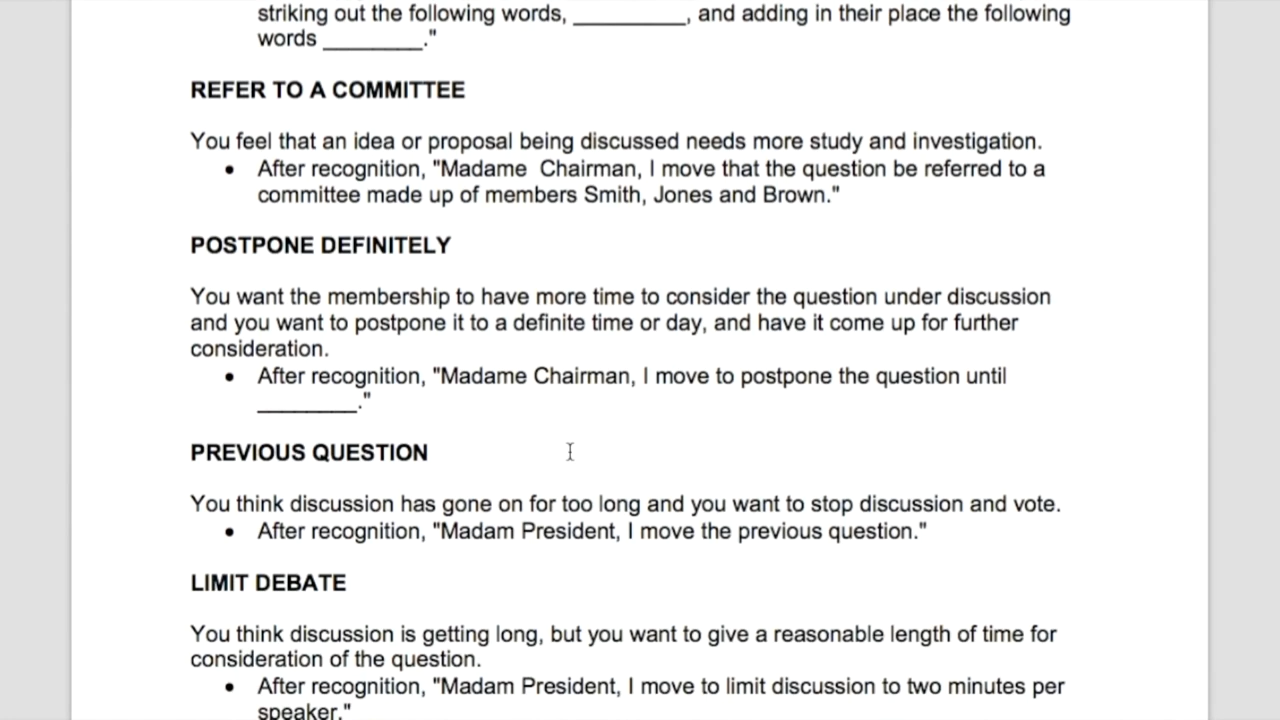 striking out the following words, _________, and adding in their place the following
words ________."
REFER TO A COMMITTEE
You feel that an idea or proposal being discussed needs more study and investigation.
• After recognition, "Madame  Chairman, I move that the question be referred to a
committee made up of members Smith, Jones and Brown."
POSTPONE DEFINITELY
You want the membership to have more time to consider the question under discussion
and you want to postpone it to a definite time or day, and have it come up for further
consideration.
• After recognition, "Madame Chairman, I move to postpone the question until
________."
PREVIOUS QUESTION
You think discussion has gone on for too long and you want to stop discussion and vote.
• After recognition, "Madam President, I move the previous question."
LIMIT DEBATE
You think discussion is getting long, but you want to give a reasonable length of time for
consideration of the question.
• After recognition, "Madam President, I move to limit discussion to two minutes per
speaker."